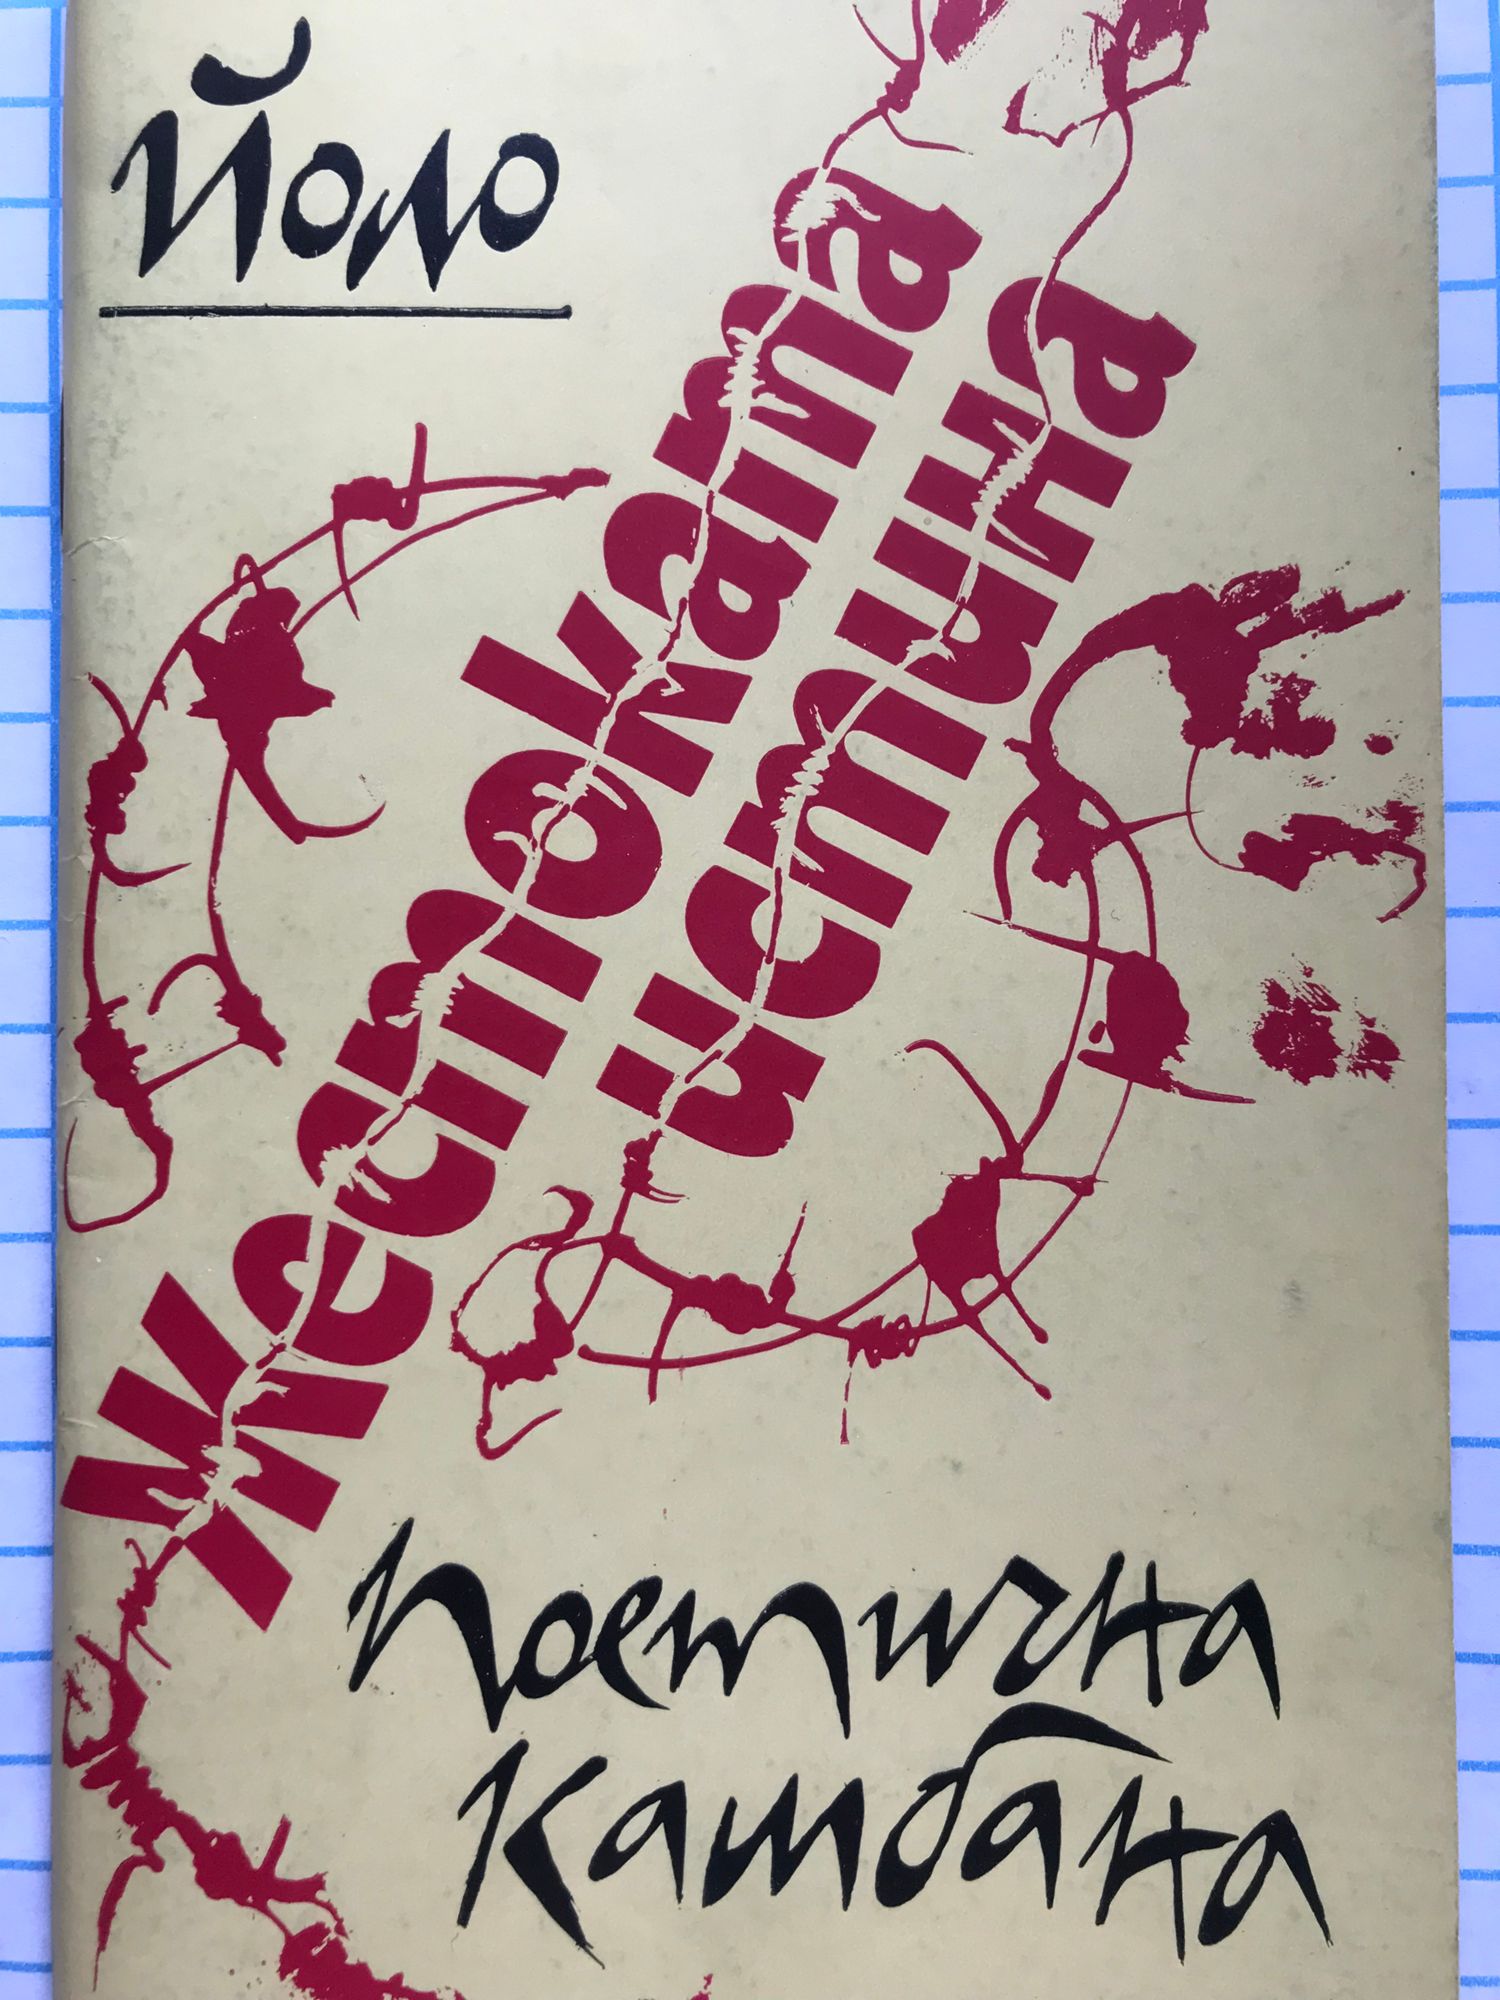 Йоло
Жестоката
истина
Поетична
камбана